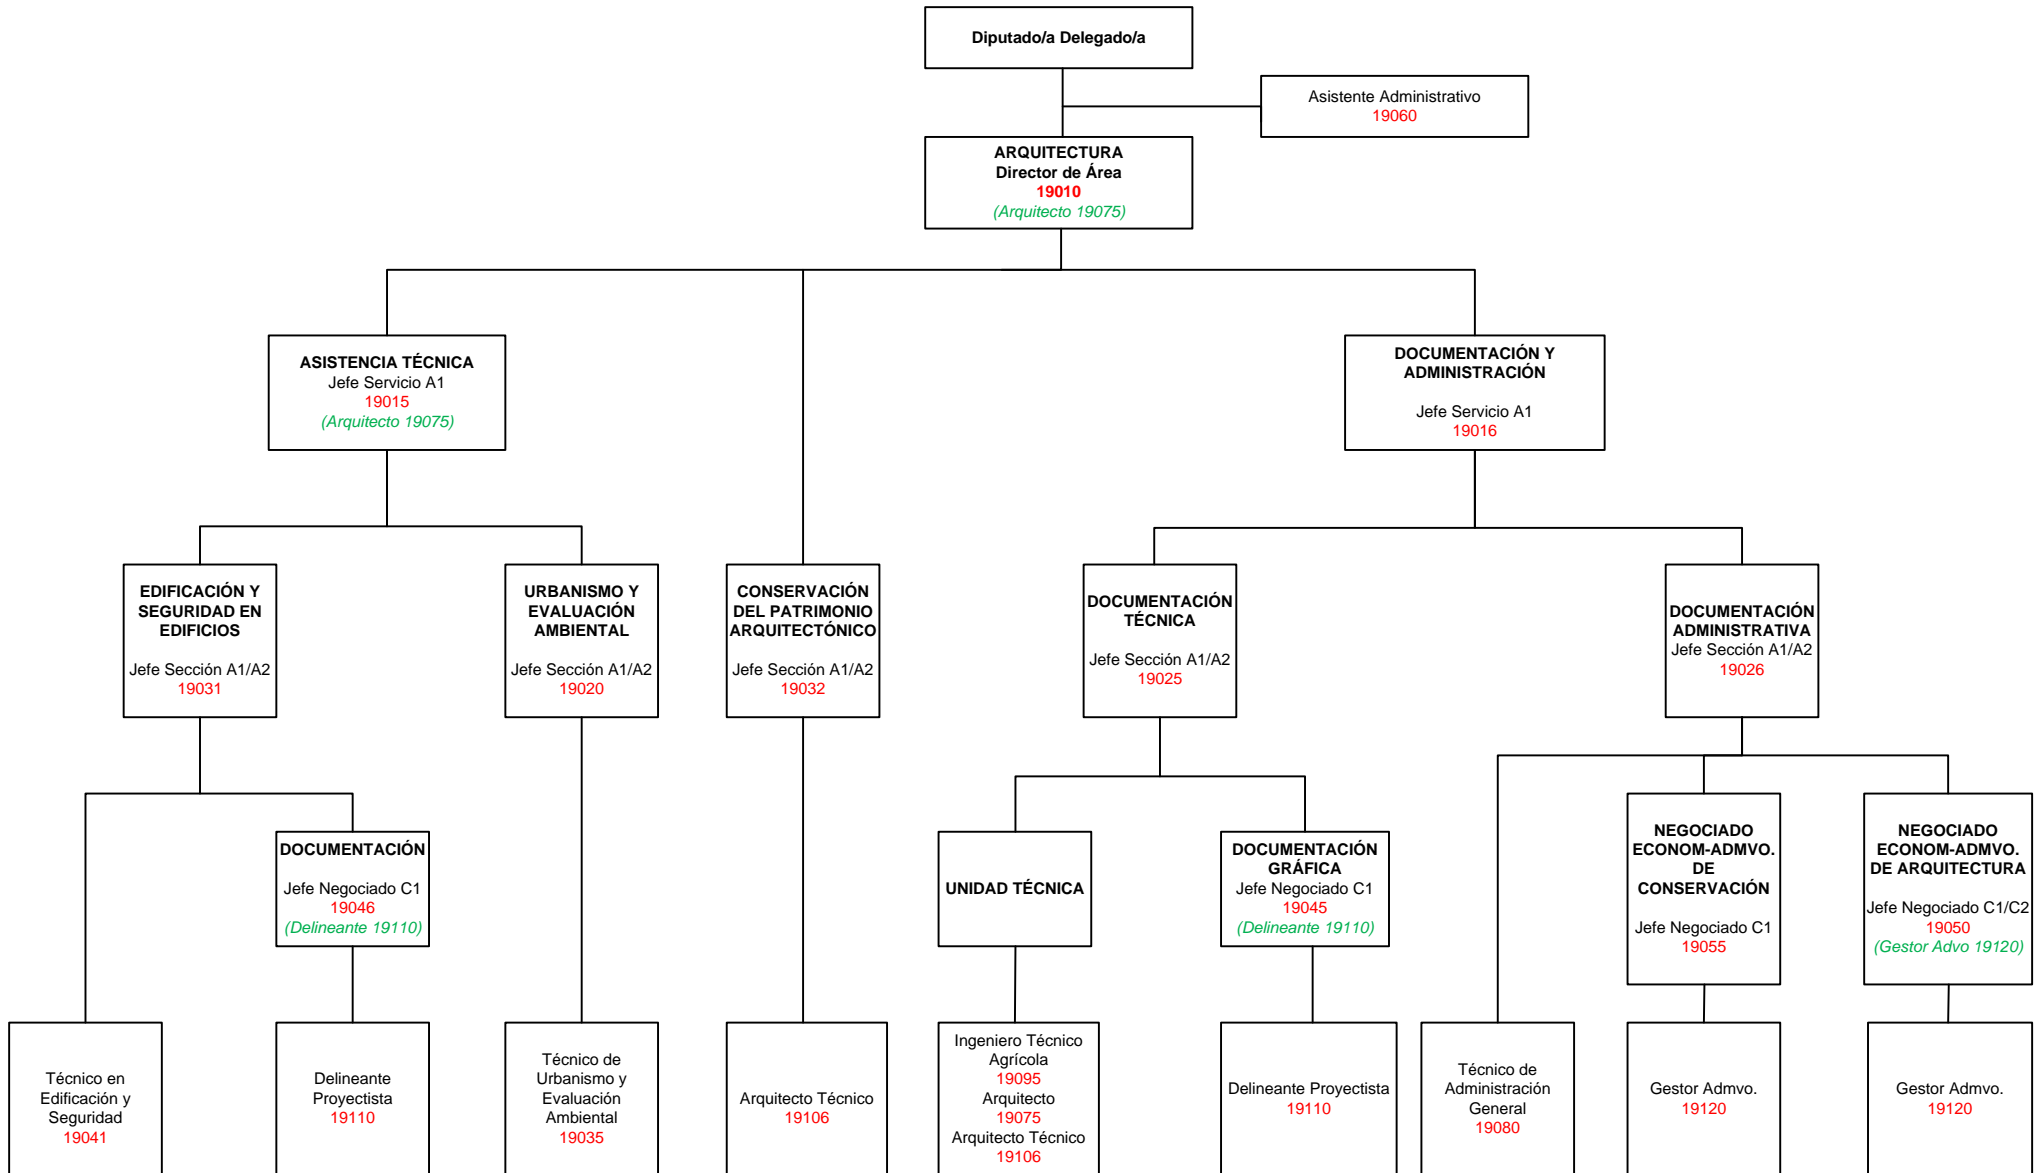 Diputado/a Delegado/a
Asistente Administrativo
19060
ARQUITECTURA
Director de Área
19010
(Arquitecto 19075)
ASISTENCIA TÉCNICA
Jefe Servicio A1
19015
(Arquitecto 19075)
DOCUMENTACIÓN Y
ADMINISTRACIÓN
Jefe Servicio A1
19016
EDIFICACIÓN Y
SEGURIDAD EN
EDIFICIOS
Jefe Sección A1/A2
19031
URBANISMO Y
EVALUACIÓN
AMBIENTAL
Jefe Sección A1/A2
19020
CONSERVACIÓN
DEL PATRIMONIO
ARQUITECTÓNICO
Jefe Sección A1/A2
19032
DOCUMENTACIÓN
TÉCNICA
Jefe Sección A1/A2
19025
DOCUMENTACIÓN
ADMINISTRATIVA
Jefe Sección A1/A2
19026
DOCUMENTACIÓN
Jefe Negociado C1
19046
(Delineante 19110)
UNIDAD TÉCNICA
DOCUMENTACIÓN
GRÁFICA
Jefe Negociado C1
19045
(Delineante 19110)
NEGOCIADO
ECONOM-ADMVO.
DE
CONSERVACIÓN
Jefe Negociado C1
19055
NEGOCIADO
ECONOM-ADMVO.
DE ARQUITECTURA
Jefe Negociado C1/C2
19050
(Gestor Advo 19120)
Técnico en
Edificación y
Seguridad
19041
Delineante
Proyectista
19110
Técnico de
Urbanismo y
Evaluación
Ambiental
19035
Arquitecto Técnico
19106
Ingeniero Técnico
Agrícola
19095
Arquitecto
19075
Arquitecto Técnico
19106
Delineante Proyectista
19110
Técnico de
Administración
General
19080
Gestor Admvo.
19120
Gestor Admvo.
19120